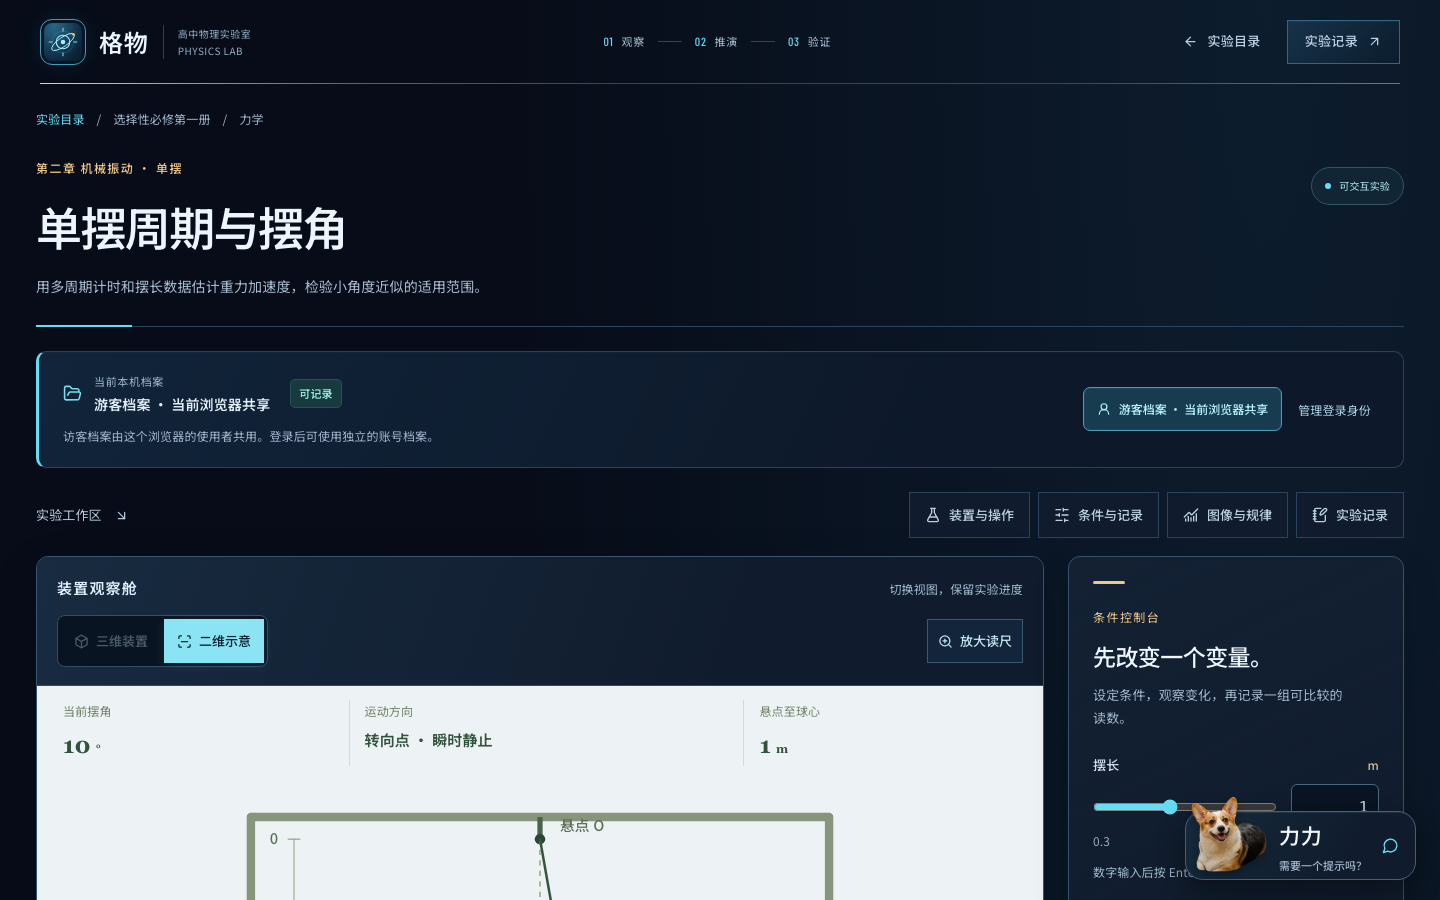 格物
高中物理实验室
PHYSICS LAB
01 观察
02 推演
03 验证
实验目录
实验记录
实验目录 / 选择性必修第一册 / 力学
第二章 机械振动 · 单摆
可交互实验
单摆周期与摆角
用多周期计时和摆长数据估计重力加速度，检验小角度近似的适用范围。
当前本机档案
游客档案 · 当前浏览器共享
可记录
访客档案由这个浏览器的使用者共用。登录后可使用独立的账号档案。
游客档案 · 当前浏览器共享
管理登录身份
实验工作区
装置与操作
条件与记录
图像与规律
实验记录
装置观察舱
切换视图，保留实验进度
三维装置
二维示意
放大读尺
当前摆角
10 °
运动方向
转向点 · 瞬时静止
悬点至球心
1 m
0
悬点 O
条件控制台
先改变一个变量。
设定条件，观察变化，再记录一组可比较的
读数。
摆长
m
1
0.3
数字输入后按
力力
需要一个提示吗？